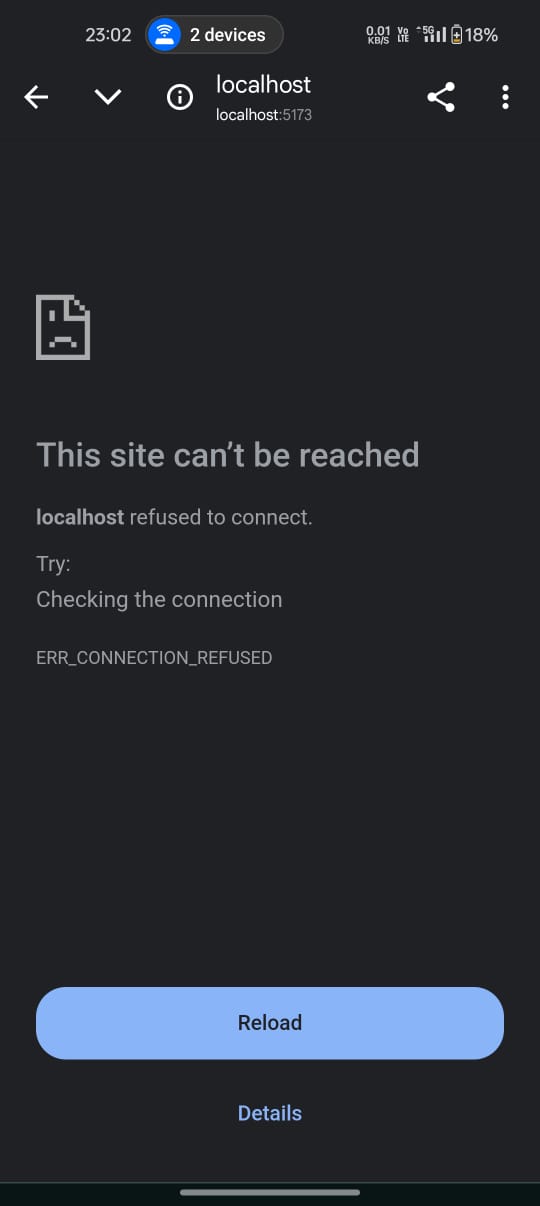 23:02
2 devices
0.01
KB/S
Vo
LTE
5G
18%
localhost
localhost:5173
This site can’t be reached
localhost refused to connect.
Try:
Checking the connection
ERR_CONNECTION_REFUSED
Reload
Details